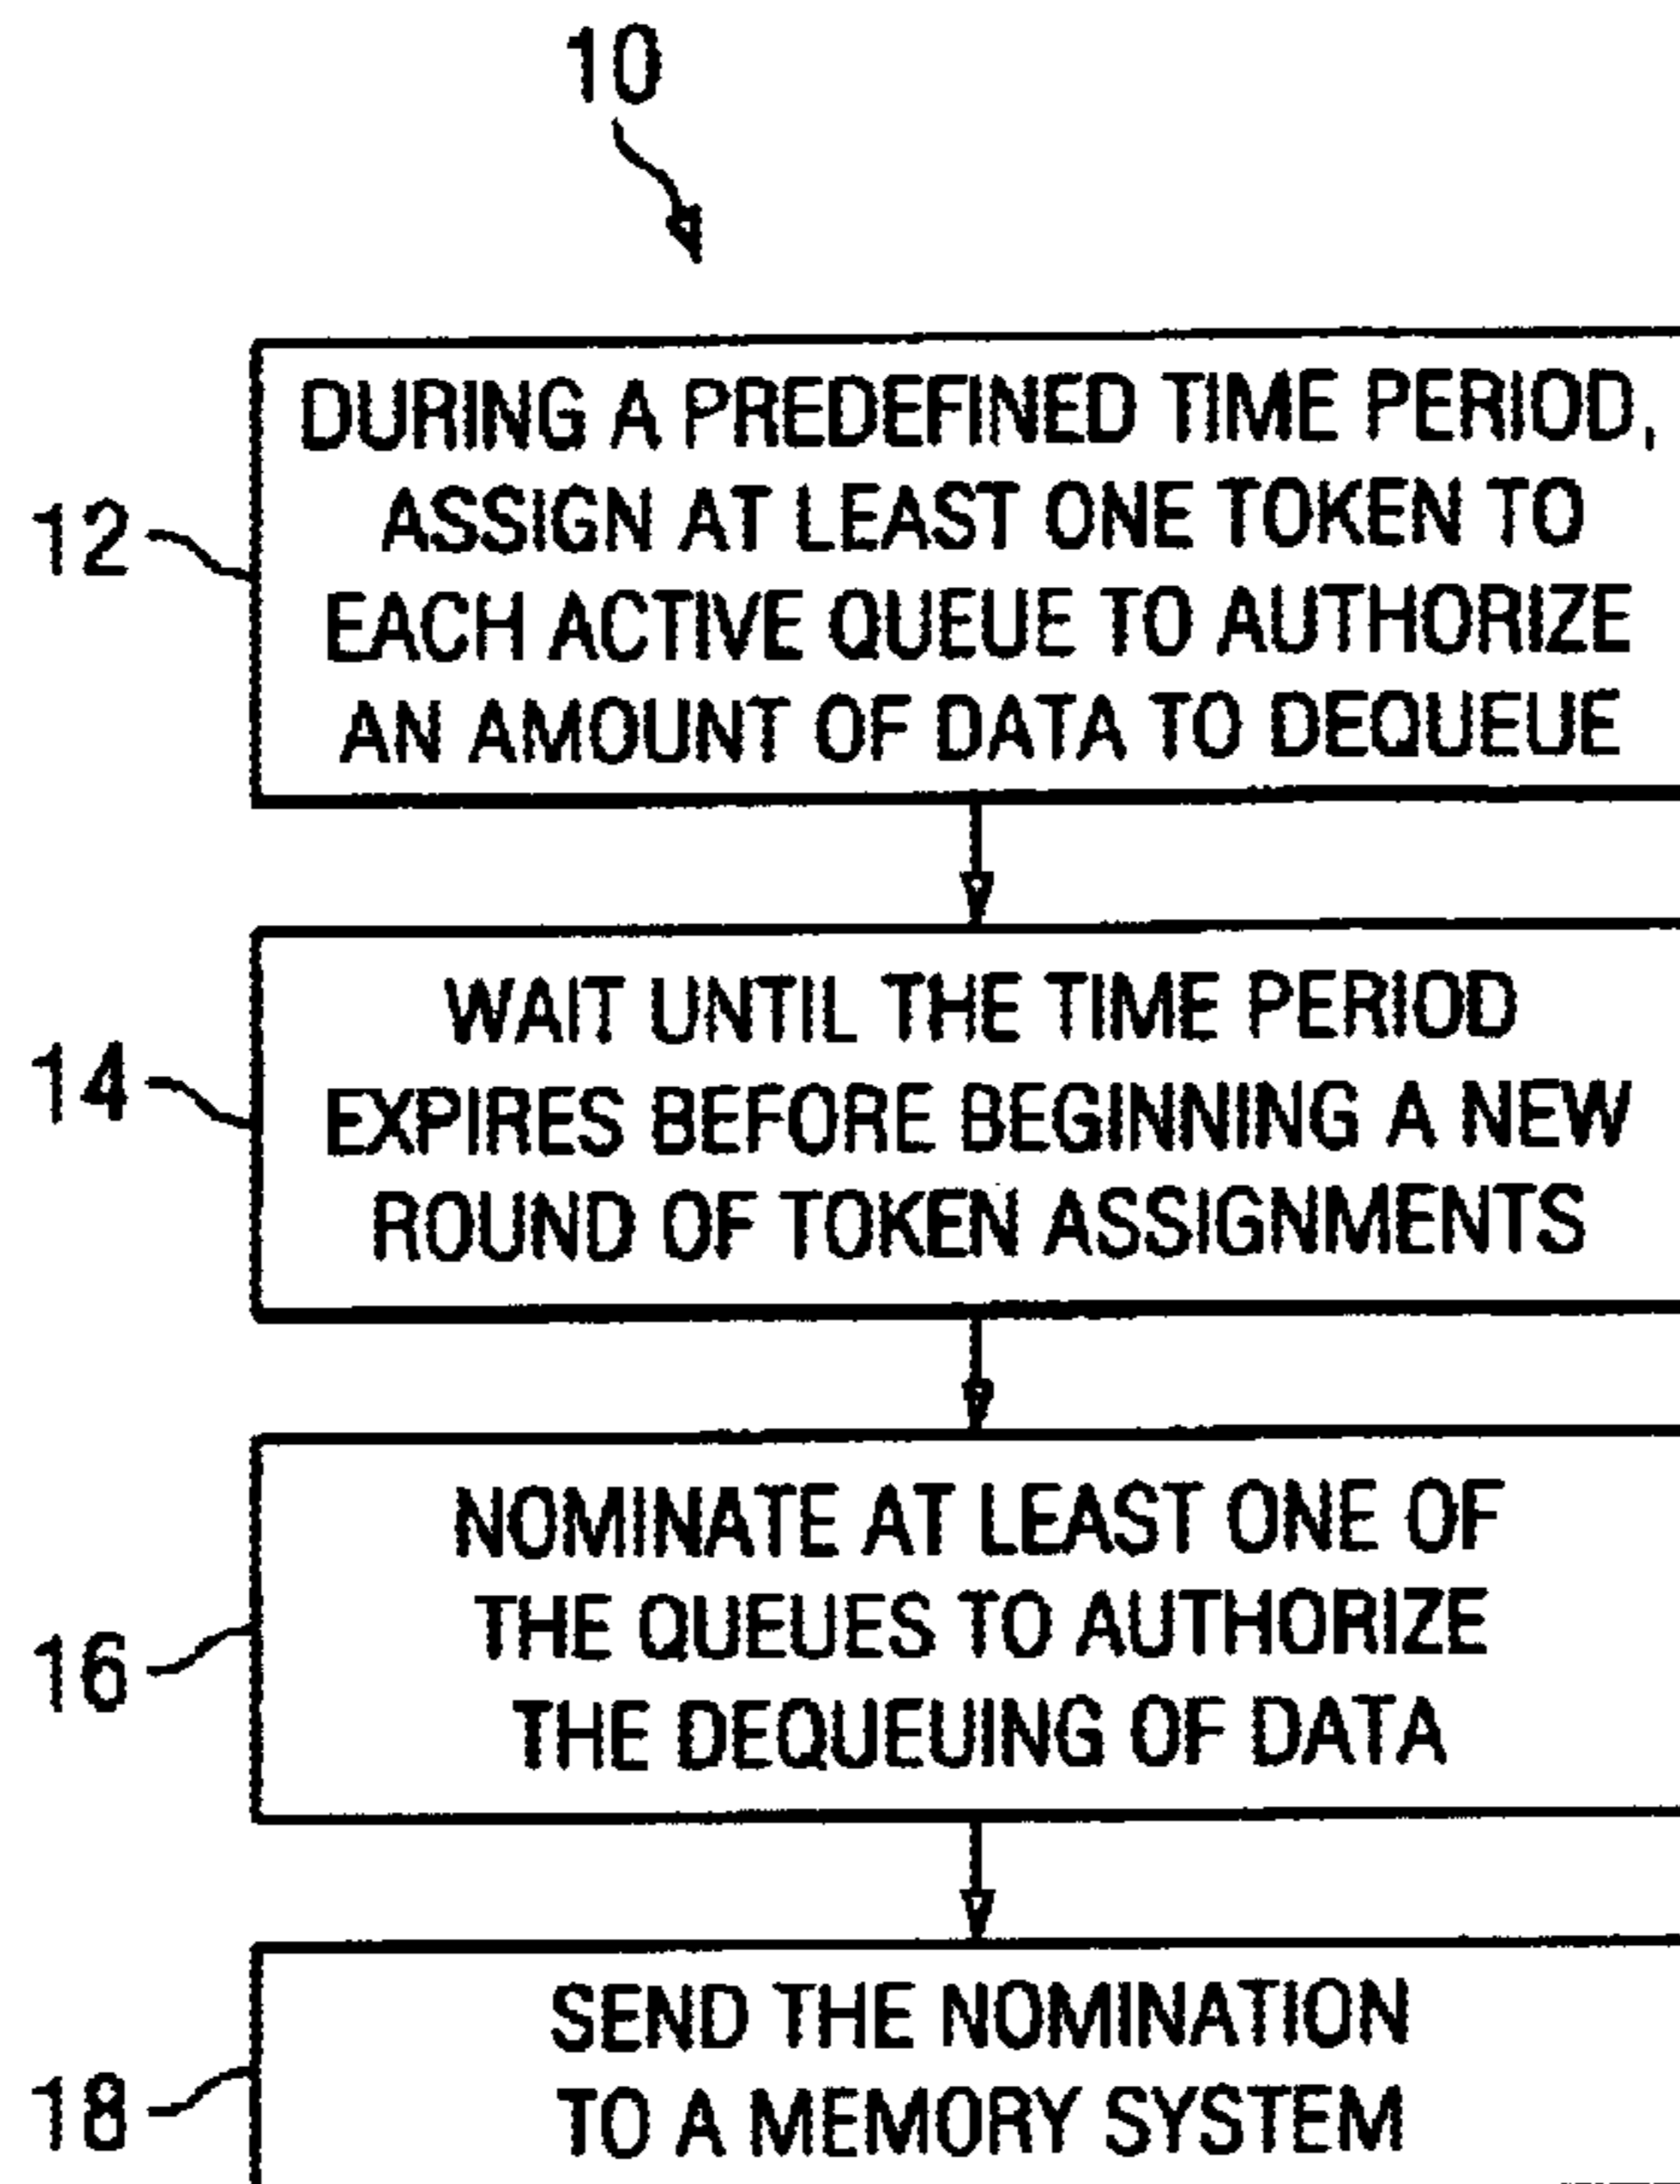 10
12
DURING A PREDEFINED TIME PERIOD,
ASSIGN AT LEAST ONE TOKEN TO
EACH ACTIVE QUEUE TO AUTHORIZE
AN AMOUNT OF DATA TO DEQUEUE
14
WAIT UNTIL THE TIME PERIOD
EXPIRES BEFORE BEGINNING A NEW
ROUND OF TOKEN ASSIGNMENTS
16
NOMINATE AT LEAST ONE OF
THE QUEUES TO AUTHORIZE
THE DEQUEUING OF DATA
18
SEND THE NOMINATION
TO A MEMORY SYSTEM